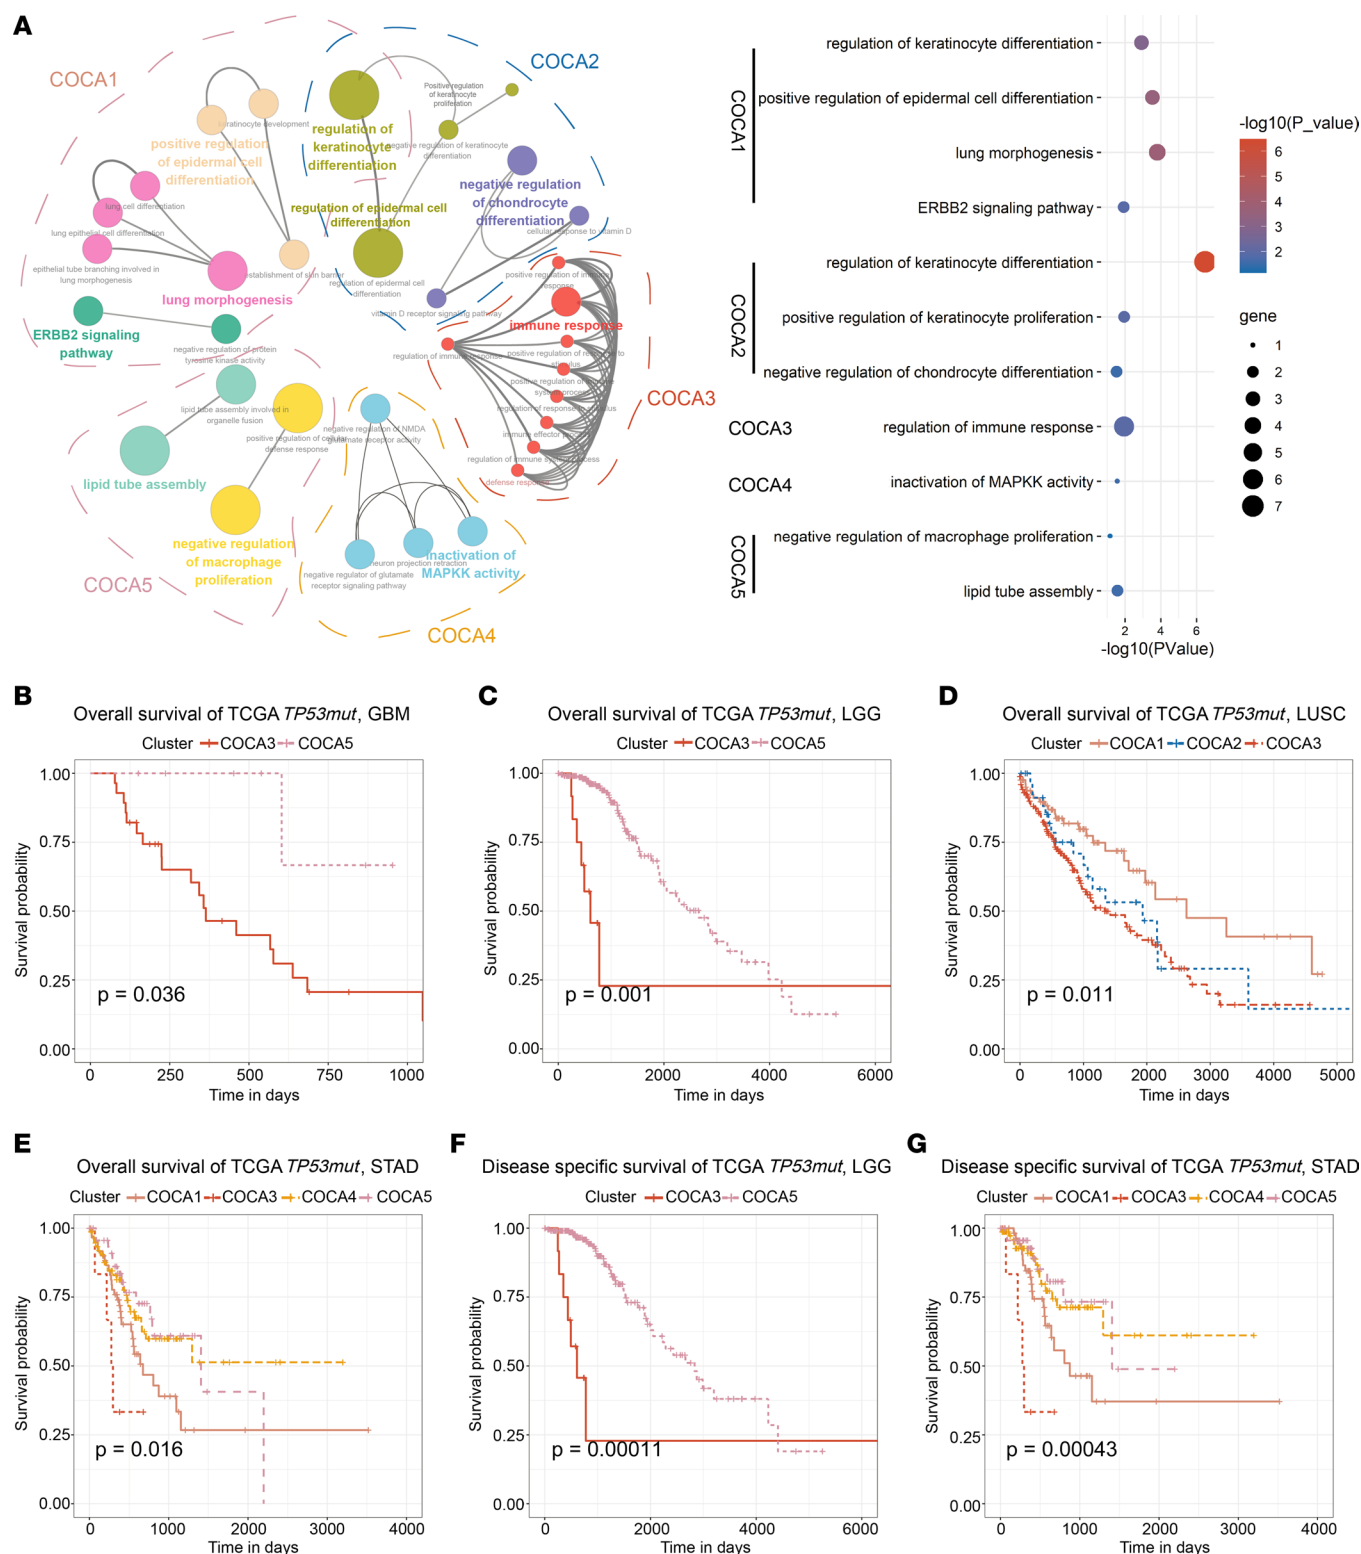 A
COCA1
COCA2
Positive regulation
of keratinocyte
proliferation
keratinocyte development
positive regulation
of epidermal cell
differentiation
regulation of
keratinocyte
differentiation
negative regulation of keratinocyte
differentiation
negative regulation
of chondrocyte
differentiation
lung cell differentiation
regulation of epidermal cell
differentiation
lung epithelial cell differentiation
cellular response to vitamin D
epithelial tube branching involved in
lung morphogenesis
establishment of skin barrier
regulation of epidermal cell
differentiation
positive regulation of immune
response
lung morphogenesis
vitamin D receptor signaling pathway
immune response
ERBB2 signaling
pathway
negative regulation of protein
tyrosine kinase activity
regulation of immune response
positive regulation of response to
stimulus
positive regulation of immune
system process
COCA3
lipid tube assembly involved in
organelle fusion
regulation of response to stimulus
negative regulation of NMDA
glutamate receptor activity
immune effector process
positive regulation of cellular
defense response
regulation of immune system process
lipid tube assembly
defense response
negative regulation
of macrophage
proliferation
inactivation of
MAPKK activity
neuron projection retraction
negative regulator of glutamate
receptor signaling pathway
COCA5
COCA4
COCA1
regulation of keratinocyte differentiation
positive regulation of epidermal cell differentiation
lung morphogenesis
ERBB2 signaling pathway
COCA2
regulation of keratinocyte differentiation
positive regulation of keratinocyte proliferation
negative regulation of chondrocyte differentiation
COCA3
regulation of immune response
COCA4
inactivation of MAPKK activity
COCA5
negative regulation of macrophage proliferation
lipid tube assembly
2 4 6
-log10(PValue)
-log10(P_value)
6
5
4
3
2
gene
1
2
3
4
5
6
7
B
Overall survival of TCGA TP53mut, GBM
Cluster COCA3 COCA5
Survival probability
1.00
0.75
0.50
0.25
0.00
p = 0.036
0 250 500 750 1000
Time in days
C
Overall survival of TCGA TP53mut, LGG
Cluster COCA3 COCA5
Survival probability
1.00
0.75
0.50
0.25
0.00
p = 0.001
0 2000 4000 6000
Time in days
D
Overall survival of TCGA TP53mut, LUSC
Cluster COCA1 COCA2 COCA3
Survival probability
1.00
0.75
0.50
0.25
0.00
p = 0.011
0 1000 2000 3000 4000 5000
Time in days
E
Overall survival of TCGA TP53mut, STAD
Cluster COCA1 COCA3 COCA4 COCA5
Survival probability
1.00
0.75
0.50
0.25
0.00
p = 0.016
0 1000 2000 3000 4000
Time in days
F
Disease specific survival of TCGA TP53mut, LGG
Cluster COCA3 COCA5
Survival probability
1.00
0.75
0.50
0.25
0.00
p = 0.00011
0 2000 4000 6000
Time in days
G
Disease specific survival of TCGA TP53mut, STAD
Cluster COCA1 COCA3 COCA4 COCA5
Survival probability
1.00
0.75
0.50
0.25
0.00
p = 0.00043
0 1000 2000 3000 4000
Time in days